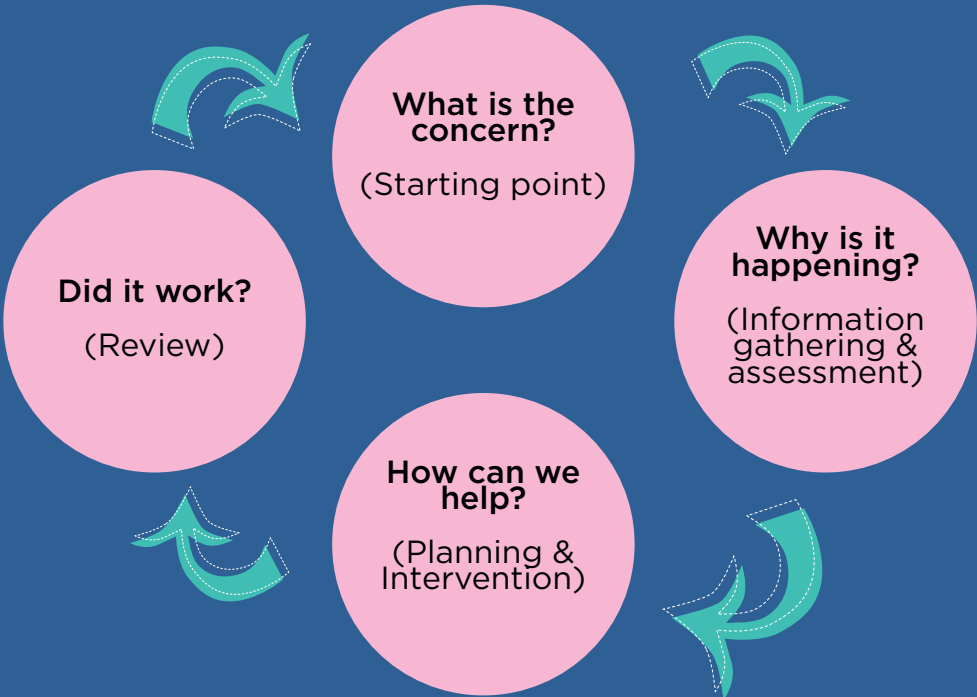 What is the
concern?
(Starting point)
Why is it
happening?
(Information
gathering &
assessment)
How can we
help?
(Planning &
Intervention)
Did it work?
(Review)